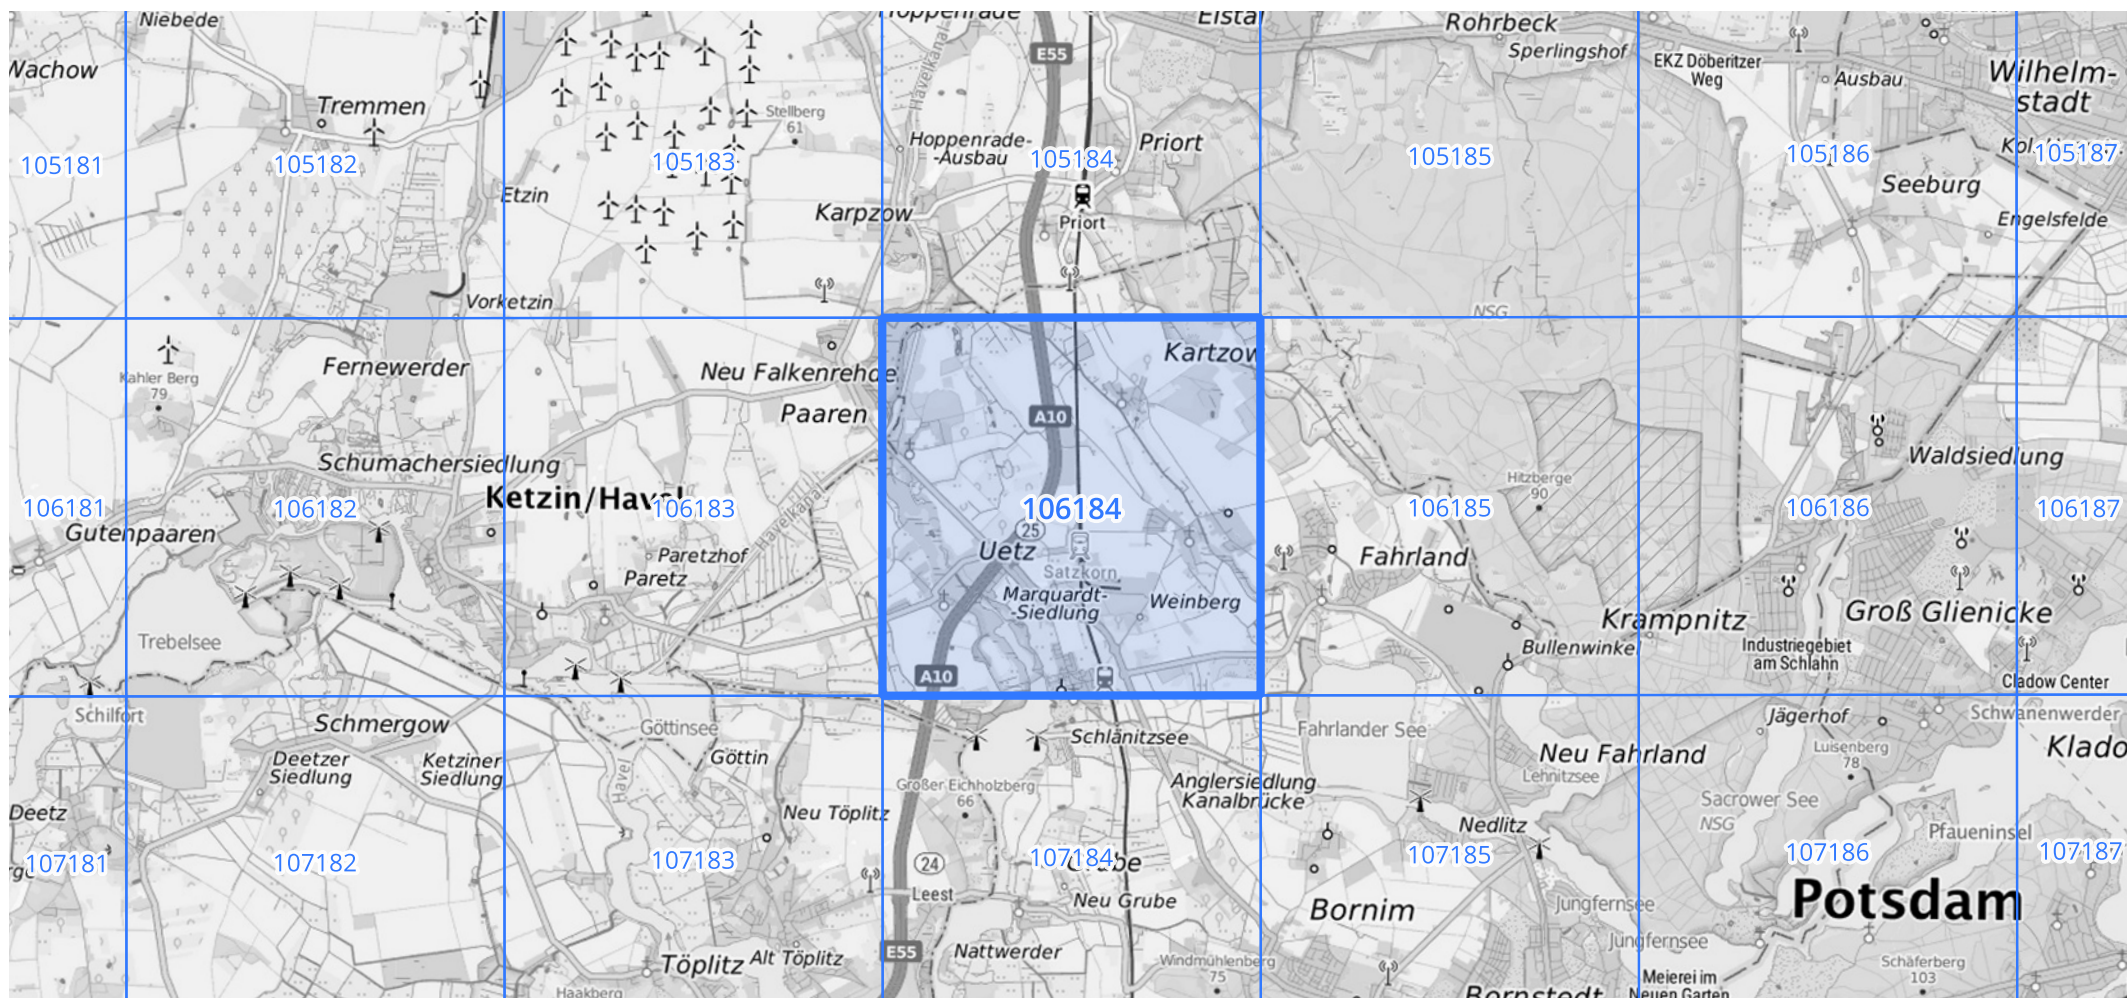 Niebede
Hoppenrade
Elstal
Rohrbeck
Sperlingshof
E55
EKZ Döberitzer
Weg
Ausbau
Wilhelm-
stadt
Wachow
Tremmen
Stellberg
61
Havelkanal
Hoppenrade-
-Ausbau
Priort
105181
105182
105183
105184
105185
105186
105187
Etzin
Karpzow
Priort
Seeburg
Engelsfelde
Vorketzin
NSG
Kahler Berg
79
Fernewerder
Neu Falkenrehde
Paaren
Kartzow
A10
Schumachersiedlung
Ketzin/Havel
Hitzberge
90
Waldsiedlung
106181
106182
106183
106184
106185
106186
106187
Gutenpaaren
Havelkanal
Paretzhof
Paretz
25
Uetz
Satzkorn
Marquardt-
-Siedlung
Weinberg
Fahrland
Krampnitz
Groß Glienicke
Trebelsee
Bullenwinkel
Industriegebiet
am Schlahn
A10
Cladow Center
Schilfort
Schmergow
Göttinsee
Schlänitzsee
Fahrlander See
Jägerhof
Schwanenwerder
Deetzer
Siedlung
Ketziner
Siedlung
Havel
Göttin
Großer Eichholzberg
66
Anglersiedlung
Kanalbrücke
Neu Fahrland
Lehnitzsee
Luisenberg
78
Klado
Deetz
Neu Töplitz
Nedlitz
Sacrower See
NSG
Pfaueninsel
107181
107182
107183
107184
107185
107186
107187
24
Grube
Leest
Neu Grube
Bornim
Jungfernsee
Potsdam
E55
Nattwerder
Töplitz
Alt Töplitz
Windmühlenberg
75
Jungfernsee
Schäferberg
103
Haakberg
Bornstedt
Meierei im
Neuen Garten